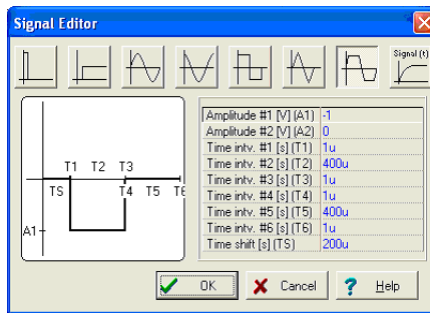 Signal Editor
Signal (t)
T1 T2 T3
TS T4 T5 T6
A1
Amplitude #1 [V] (A1) -1
Amplitude #2 [V] (A2) 0
Time intv. #1 [s] (T1) 1u
Time intv. #2 [s] (T2) 400u
Time intv. #3 [s] (T3) 1u
Time intv. #4 [s] (T4) 1u
Time intv. #5 [s] (T5) 400u
Time intv. #6 [s] (T6) 1u
Time shift [s] (TS) 200u
OK Cancel ? Help